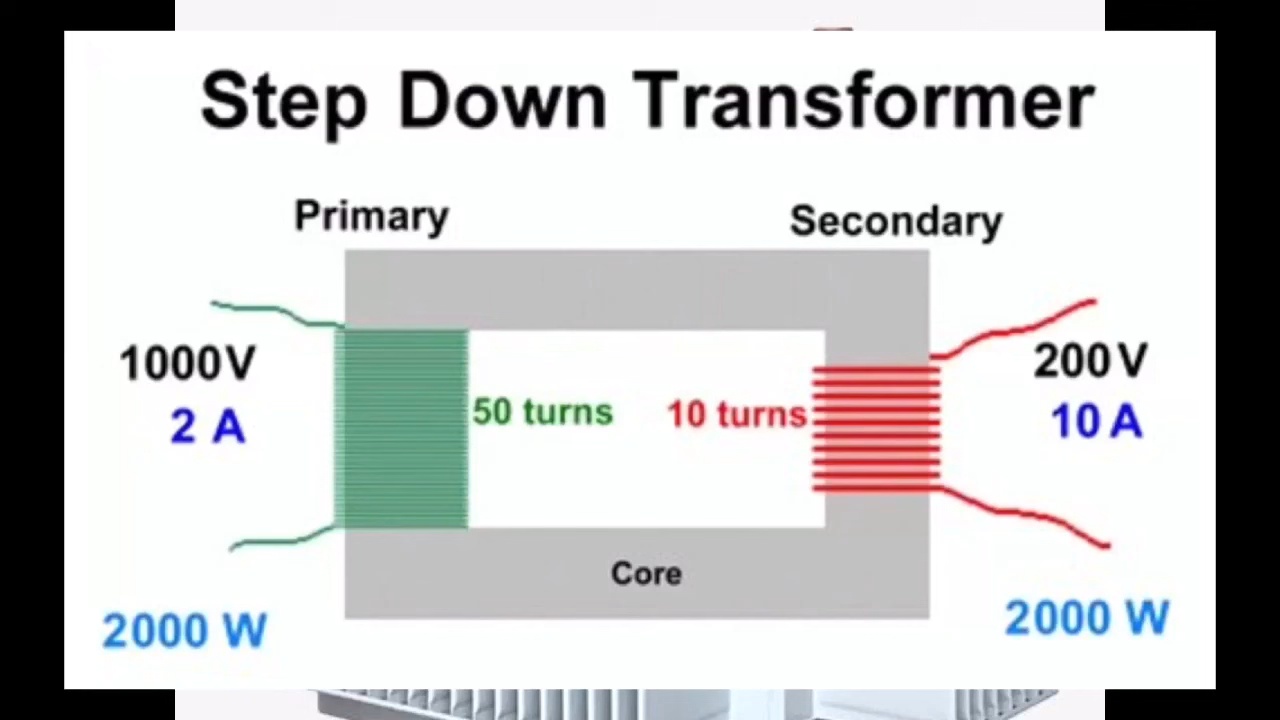 Step Down Transformer
Primary
Secondary
1000V
2 A
50 turns
10 turns
200V
10 A
Core
2000 W
2000 W